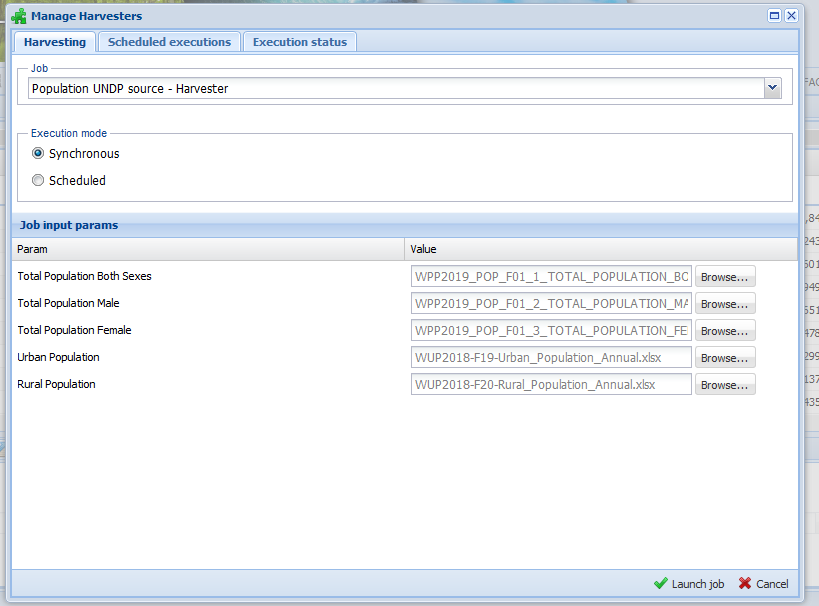 Manage Harvesters
Harvesting Scheduled executions Execution status
Job
Population UNDP source - Harvester
Execution mode
Synchronous
Scheduled
Job input params
Param Value
Total Population Both Sexes WPP2019_POP_F01_1_TOTAL_POPULATION_BO Browse...
Total Population Male WPP2019_POP_F01_2_TOTAL_POPULATION_MA Browse...
Total Population Female WPP2019_POP_F01_3_TOTAL_POPULATION_FE Browse...
Urban Population WUP2018-F19-Urban_Population_Annual.xlsx Browse...
Rural Population WUP2018-F20-Rural_Population_Annual.xlsx Browse...
Launch job Cancel